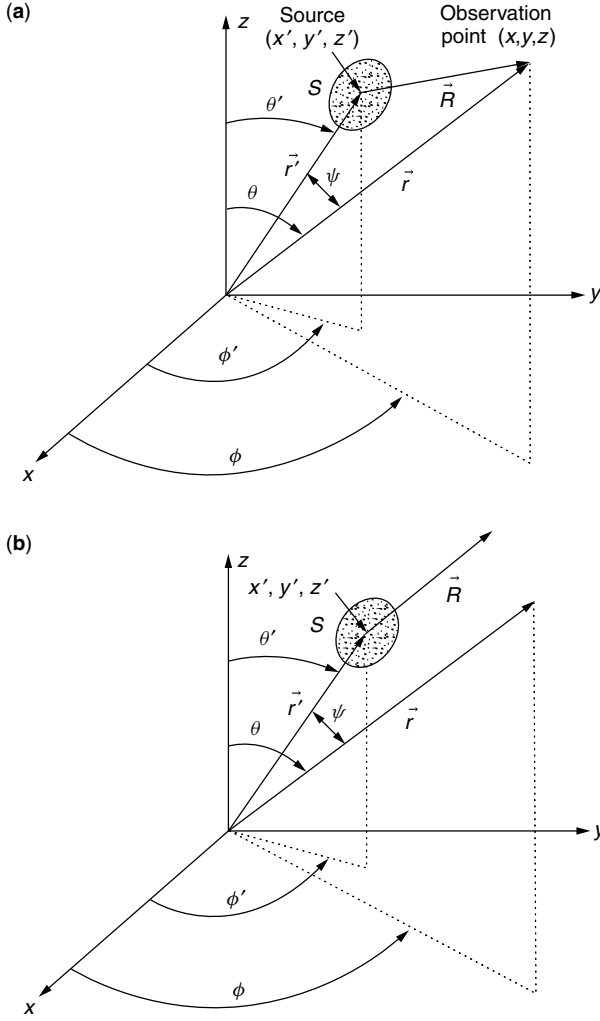 (a)
z
Source
(x′, y′, z′)
Observation
point (x,y,z)
S
R⃗
θ′
r⃗′
ψ
r⃗
θ
y
ϕ′
ϕ
x
(b)
z
x′, y′, z′
R⃗
S
θ′
r⃗′
ψ
r⃗
θ
y
ϕ′
ϕ
x